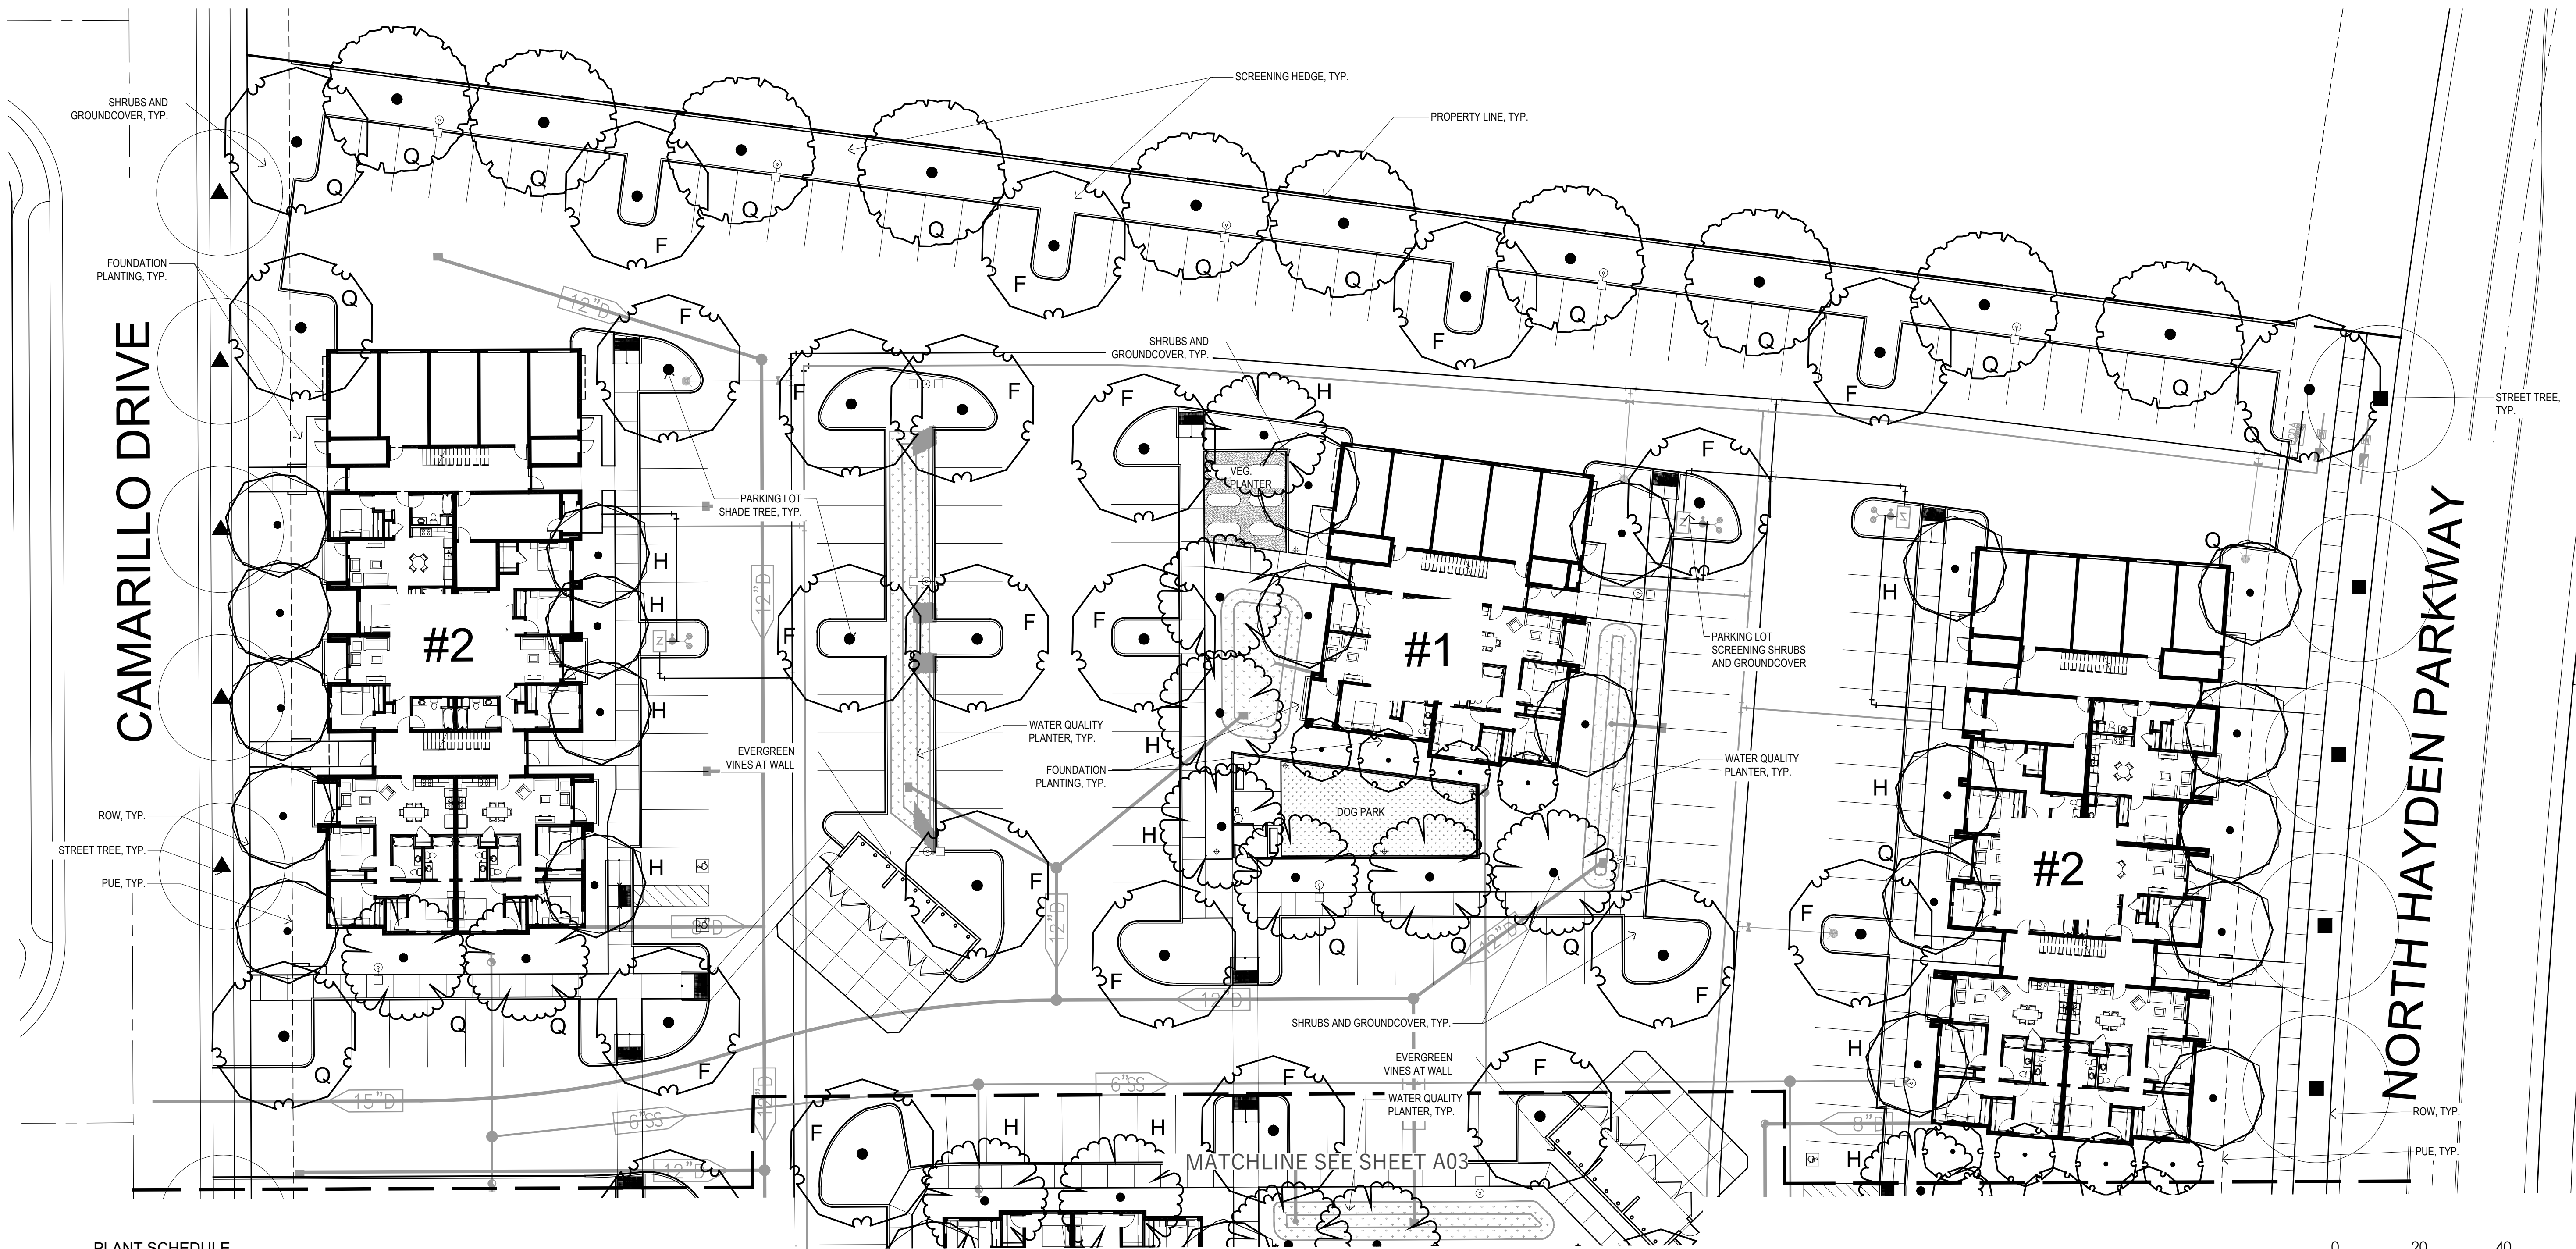 SCREENING HEDGE, TYP.
SHRUBS AND
GROUNDCOVER, TYP.
PROPERTY LINE, TYP.
Q
Q
Q
Q
Q
F
Q
Q
F
Q
F
Q
Q
F
Q
F
Q
FOUNDATION
PLANTING, TYP.
Q
12"D
F
SHRUBS AND
GROUNDCOVER, TYP.
CAMARILLO DRIVE
F
F
F
H
STREET TREE,
TYP.
VEG.
PLANTER
F
Q
PARKING LOT
SHADE TREE, TYP.
Z
Z
Q
H
12"D
H
H
Z
F
F
F
#2
#1
PARKING LOT
SCREENING SHRUBS
AND GROUNDCOVER
NORTH HAYDEN PARKWAY
H
WATER QUALITY
PLANTER, TYP.
H
EVERGREEN
VINES AT WALL
FOUNDATION
PLANTING, TYP.
WATER QUALITY
PLANTER, TYP.
H
ROW, TYP.
DOG PARK
H
STREET TREE, TYP.
H
Q
#2
PUE, TYP.
F
12"D
F
Q
Q
Q
12"D
F
F
12"D
Q
Q
SHRUBS AND GROUNDCOVER, TYP.
H
Q
F
EVERGREEN
VINES AT WALL
F
F
6"SS
15"D
12"D
WATER QUALITY
PLANTER, TYP.
ROW, TYP.
6"SS
F
H
H
8"D
PUE, TYP.
12"D
MATCHLINE SEE SHEET A03
H
PLANT SCHEDULE
0 20 40